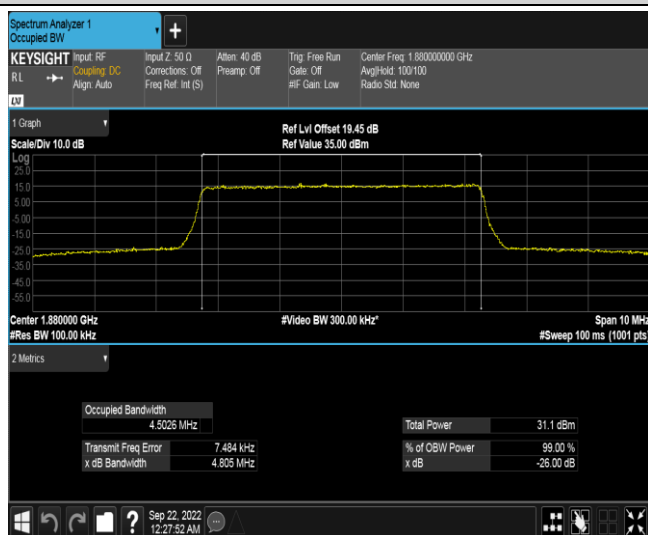 Spectrum Analyzer 1
Occupied BW
+
KEYSIGHT
RL
LXI
Input: RF
Coupling: DC
Align: Auto
Input Z: 50 Ω
Corrections: Off
Freq Ref: Int (S)
Atten: 40 dB
Preamp: Off
Trig: Free Run
Gate: Off
#IF Gain: Low
Center Freq: 1.880000000 GHz
Avg|Hold: 100/100
Radio Std: None
1 Graph
Scale/Div 10.0 dB
Ref Lvl Offset 19.45 dB
Ref Value 35.00 dBm
Log
25.0
15.0
5.00
-5.00
-15.0
-25.0
-35.0
-45.0
-55.0
Center 1.880000 GHz
#Res BW 100.00 kHz
#Video BW 300.00 kHz*
Span 10 MHz
#Sweep 100 ms (1001 pts)
2 Metrics
Occupied Bandwidth
4.5026 MHz
Transmit Freq Error 7.484 kHz
x dB Bandwidth 4.805 MHz
Total Power 31.1 dBm
% of OBW Power 99.00 %
x dB -26.00 dB
?
Sep 22, 2022
12:27:52 AM